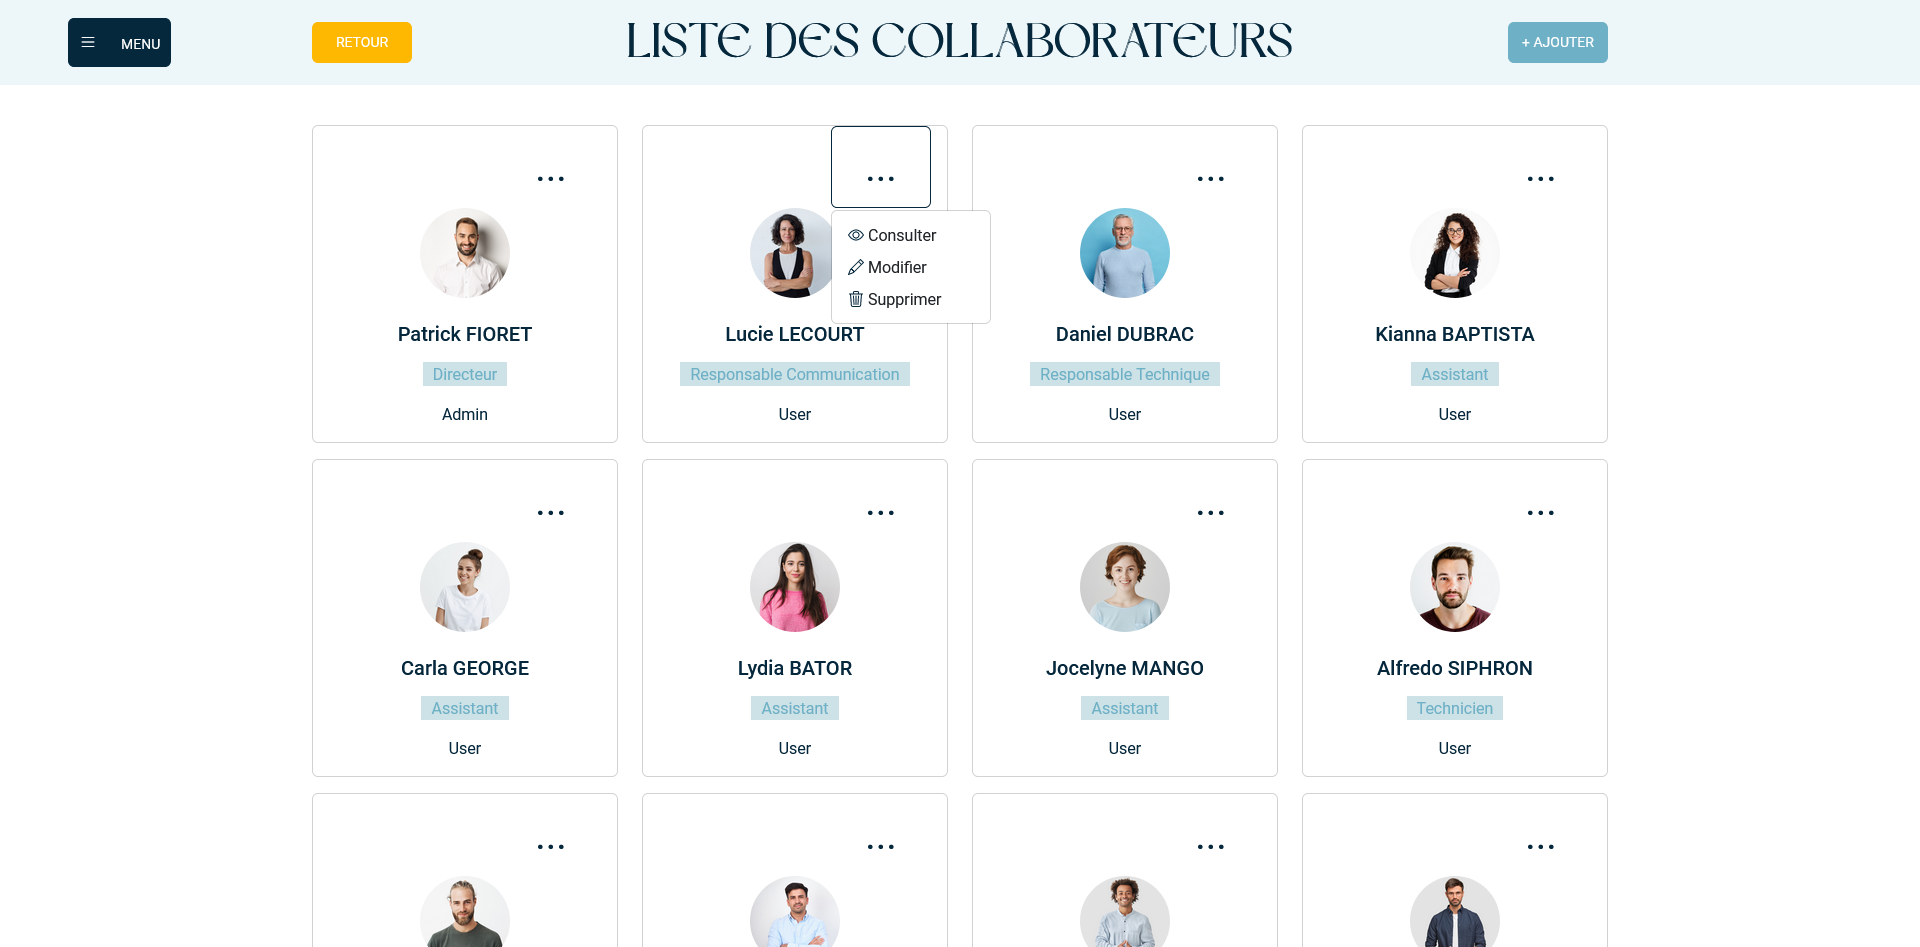 MENU
RETOUR
LISTE DES COLLABORATEURS
+ AJOUTER
Consulter
Modifier
Supprimer
Patrick FIORET
Lucie LECOURT
Daniel DUBRAC
Kianna BAPTISTA
Directeur
Responsable Communication
Responsable Technique
Assistant
Admin
User
User
User
Carla GEORGE
Lydia BATOR
Jocelyne MANGO
Alfredo SIPHRON
Assistant
Assistant
Assistant
Technicien
User
User
User
User